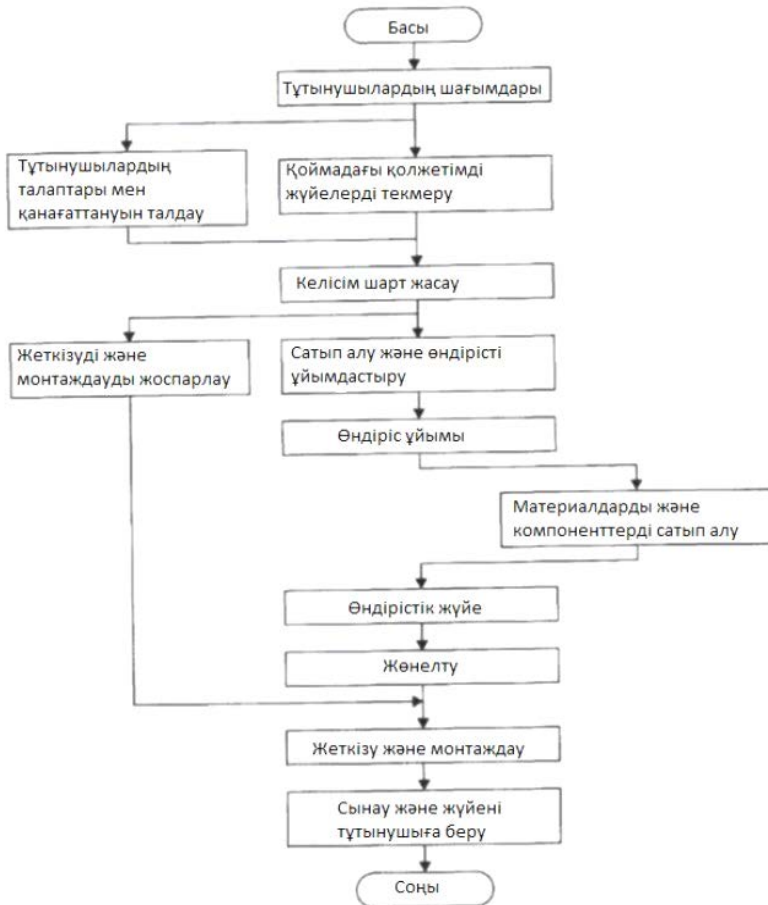 Басы
Тұтынушылардың шағымдары
Тұтынушылардың
талаптары мен
қанағаттануын талдау
Қоймадағы қолжетімді
жүйелерді текмеру
Келісім шарт жасау
Жеткізуді және
монтаждауды жоспарлау
Сатып алу және өндірісті
ұйымдастыру
Өндіріс ұйымы
Материалдарды және
компоненттерді сатып алу
Өндірістік жүйе
Жөнелту
Жеткізу және монтаждау
Сынау және жүйені
тұтынушыға беру
Соңы